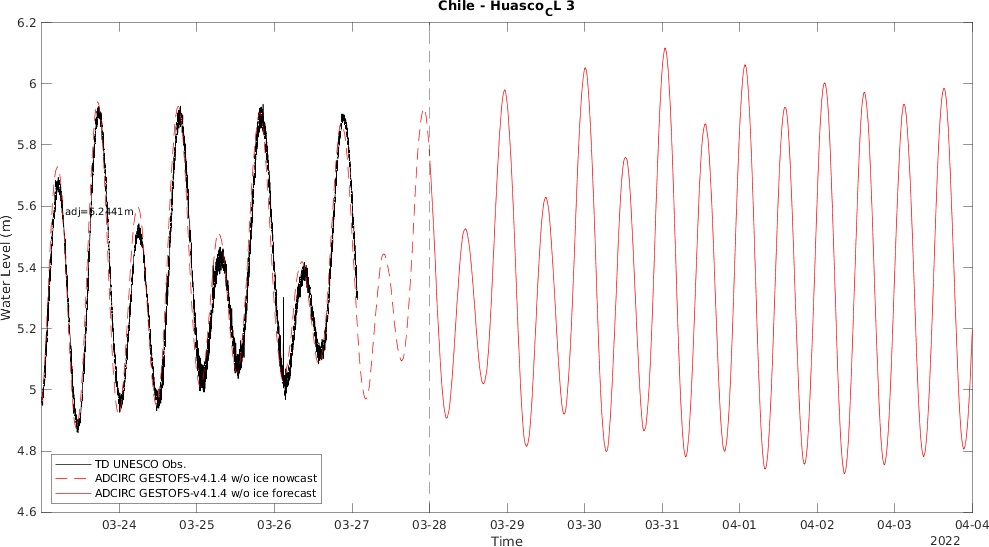 Chile - Huasco_CL 3
6.2
6
5.8
5.6
5.4
5.2
5
4.8
4.6
Water Level (m)
adj=5.2441m
TD UNESCO Obs.
ADCIRC GESTOFS-v4.1.4 w/o ice nowcast
ADCIRC GESTOFS-v4.1.4 w/o ice forecast
03-24 03-25 03-26 03-27 03-28 03-29 03-30 03-31 04-01 04-02 04-03 04-04
Time
2022